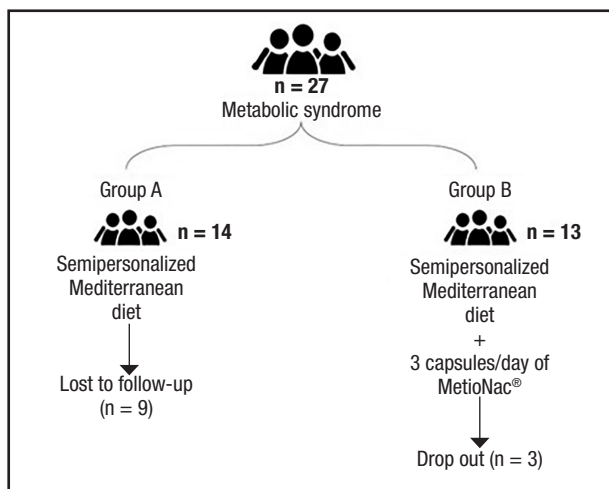 n = 27
Metabolic syndrome
Group A
n = 14
Semipersonalized
Mediterranean
diet
Lost to follow-up
(n = 9)
Group B
n = 13
Semipersonalized
Mediterranean
diet
+
3 capsules/day of
MetioNac®
Drop out (n = 3)